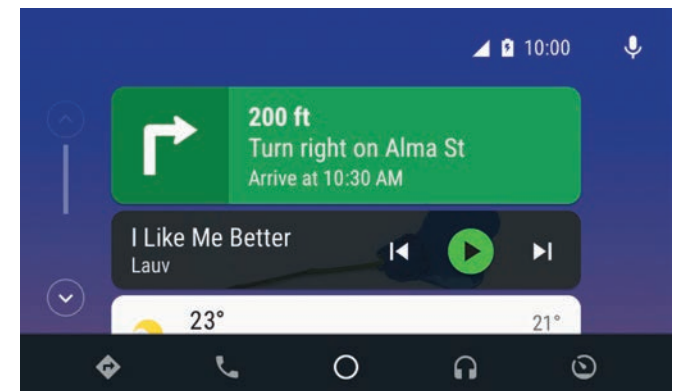 10:00
200 ft
Turn right on Alma St
Arrive at 10:30 AM
I Like Me Better
Lauv
23°
21°